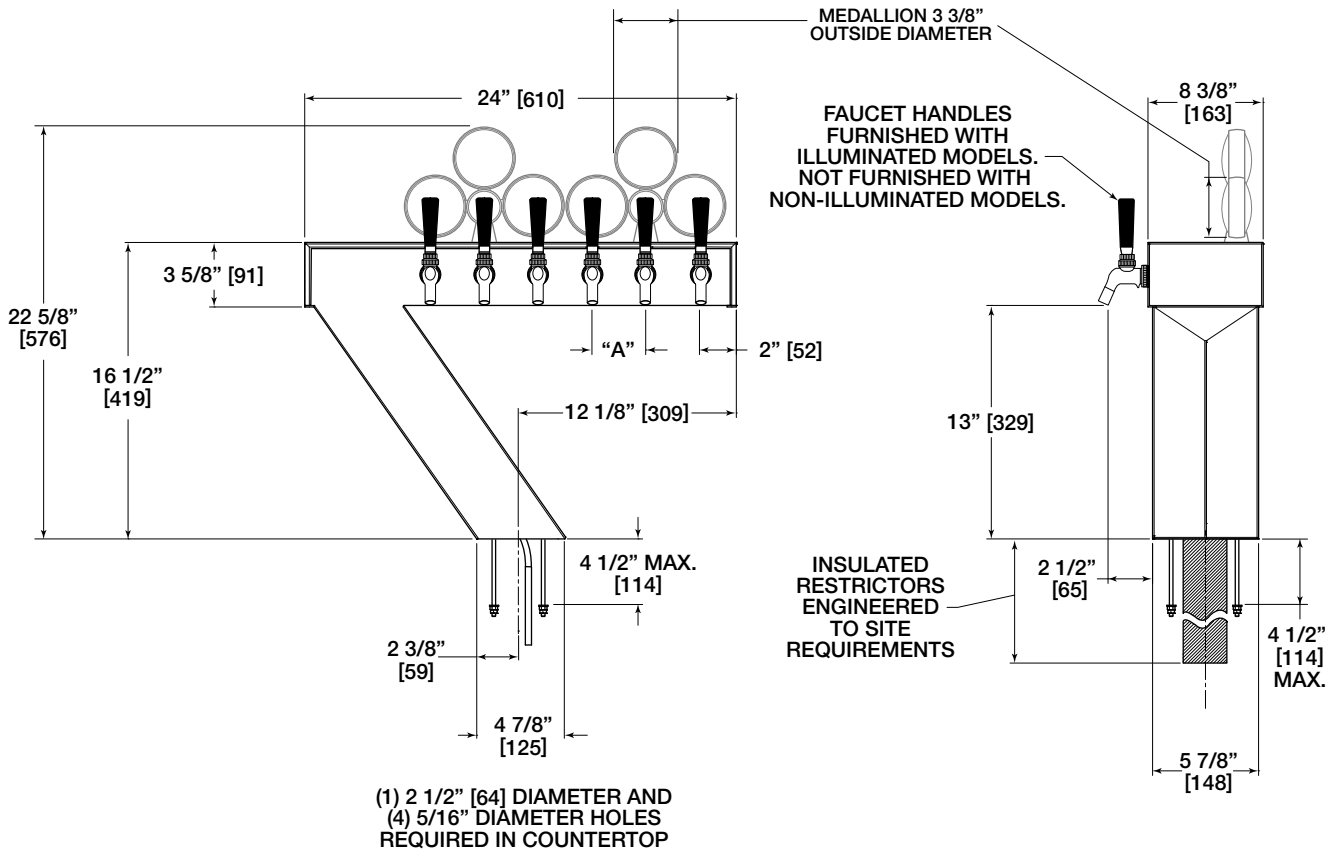 MEDALLION 3 3/8”
OUTSIDE DIAMETER
24” [610]
8 3/8”
[163]
FAUCET HANDLES
FURNISHED WITH
ILLUMINATED MODELS.
NOT FURNISHED WITH
NON-ILLUMINATED MODELS.
3 5/8” [91]
22 5/8”
[576]
16 1/2”
[419]
“A”
2” [52]
12 1/8” [309]
13” [329]
4 1/2” MAX.
[114]
INSULATED
RESTRICTORS
ENGINEERED
TO SITE
REQUIREMENTS
2 1/2”
[65]
4 1/2”
[114]
MAX.
2 3/8”
[59]
4 7/8”
[125]
5 7/8”
[148]
(1) 2 1/2” [64] DIAMETER AND
(4) 5/16” DIAMETER HOLES
REQUIRED IN COUNTERTOP